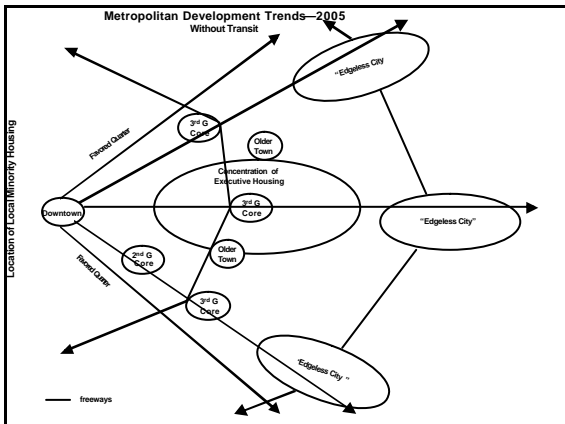 Metropolitan Development Trends—2005
Without Transit
"Edgeless City
Location of Local Minority Housing
Favored Quarter
3rd G
Core
Older
Town
Concentration of
Executive Housing
Downtown
3rd G
Core
"Edgeless City"
2nd G
Core
Older
Town
Favored Quarter
3rd G
Core
'Edgeless City "
freeways